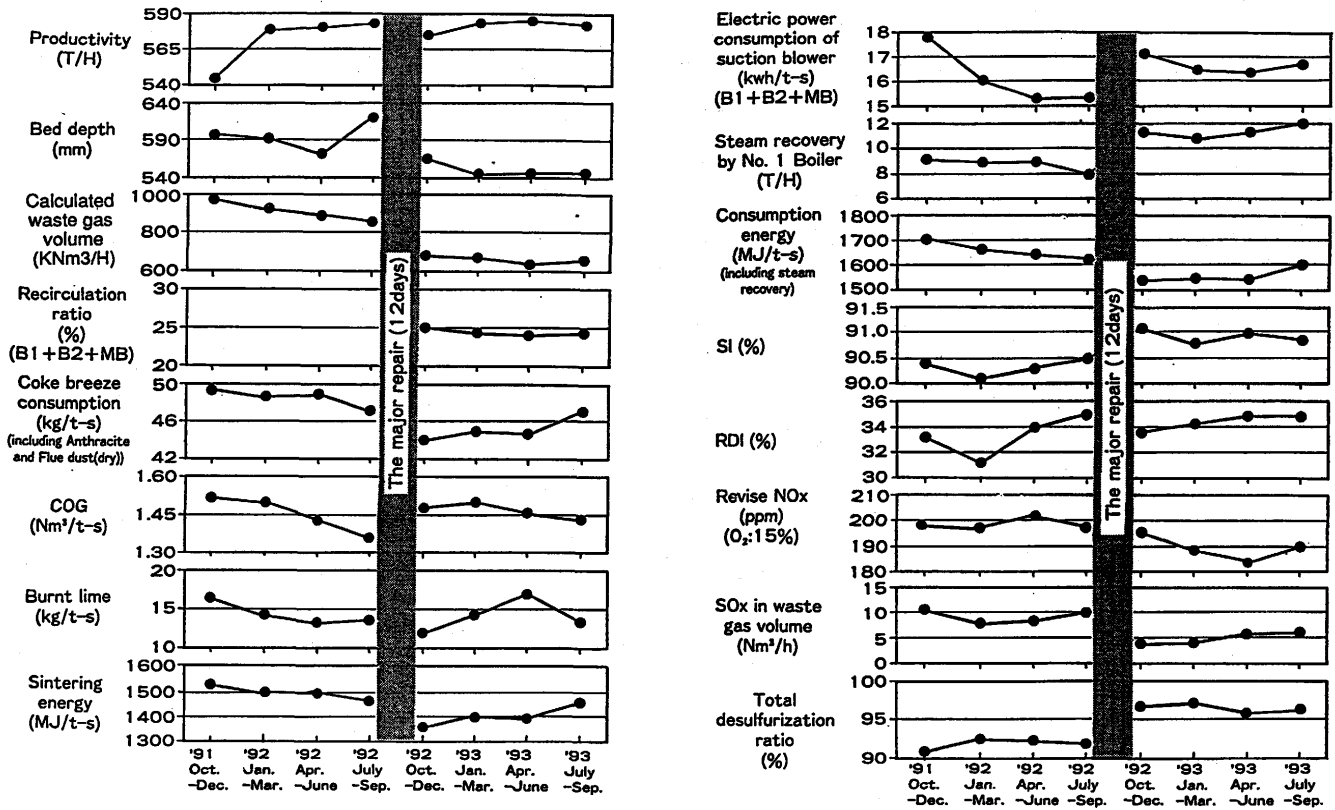 Productivity
(T/H)
590
565
540
Bed depth
(mm)
640
590
540
Calculated
waste gas
volume
(KNm3/H)
1000
800
600
Recirculation
ratio
(%)
(B1+B2+MB)
30
25
20
Coke breeze
consumption
(kg/t-s)
(including Anthracite
and Flue dust(dry))
50
46
42
COG
(Nm³/t-s)
1.60
1.45
1.30
Burnt lime
(kg/t-s)
20
15
10
Sintering
energy
(MJ/t-s)
1600
1500
1400
1300
The major repair (12days)
'91 '92 '92 '92 '92 '93 '93 '93
Oct. Jan. Apr. July Oct. Jan. Apr. July
-Dec. -Mar. -June -Sep. -Dec. -Mar. -June -Sep.
Electric power
consumption of
suction blower
(kwh/t-s)
(B1+B2+MB)
18
17
16
15
Steam recovery
by No. 1 Boiler
(T/H)
12
10
8
6
Consumption
energy
(MJ/t-s)
(including steam
recovery)
1800
1700
1600
1500
SI (%)
91.5
91.0
90.5
90.0
RDI (%)
36
34
32
30
Revise NOx
(ppm)
(O₂:15%)
210
200
190
180
SOx in waste
gas volume
(Nm³/h)
15
10
5
0
Total
desulfurization
ratio
(%)
100
95
90
The major repair (12days)
'91 '92 '92 '92 '92 '93 '93 '93
Oct. Jan. Apr. July Oct. Jan. Apr. July
-Dec. -Mar. -June -Sep. -Dec. -Mar. -June -Sep.